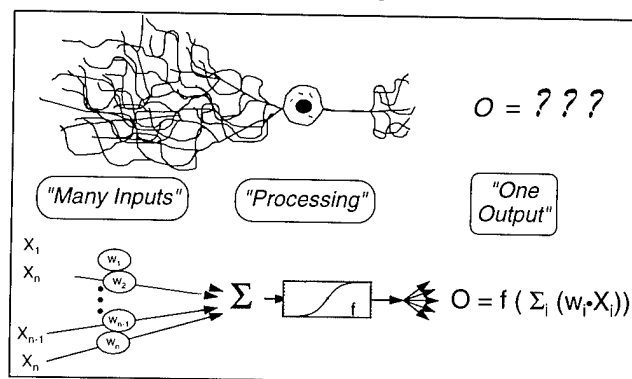 O = ???
"Many Inputs"
"Processing"
"One
Output"
X1
Xn
Xn-1
Xn
w1
w2
wn-1
wn
Σ
f
O = f ( Σi (wi•Xi))